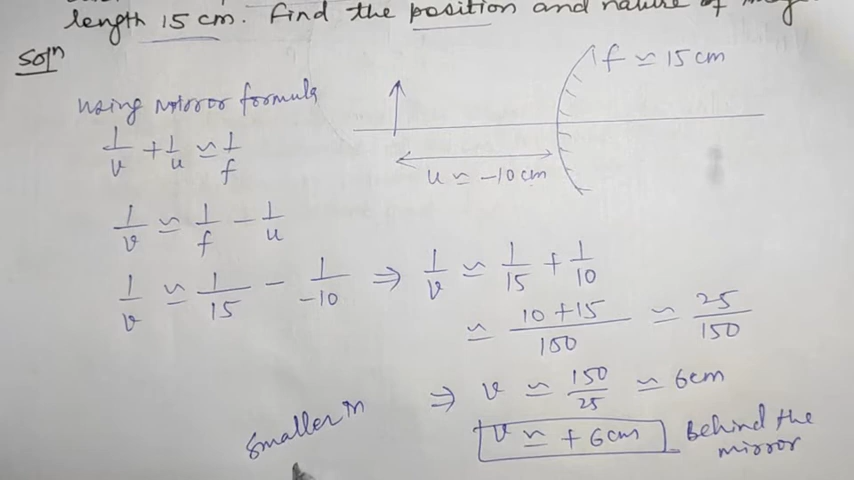 length 15 cm. Find the position and nature of
Solⁿ
f ≃ 15 cm
Using mirror formula
1/v + 1/u ≃ 1/f
u ≃ -10 cm
1/v ≃ 1/f - 1/u
1/v ≃ 1/15 - 1/-10 ⇒ 1/v ≃ 1/15 + 1/10
≃ 10+15/150 ≃ 25/150
⇒ v ≃ 150/25 ≃ 6cm
Smaller in
v ≃ + 6cm Behind the
mirror